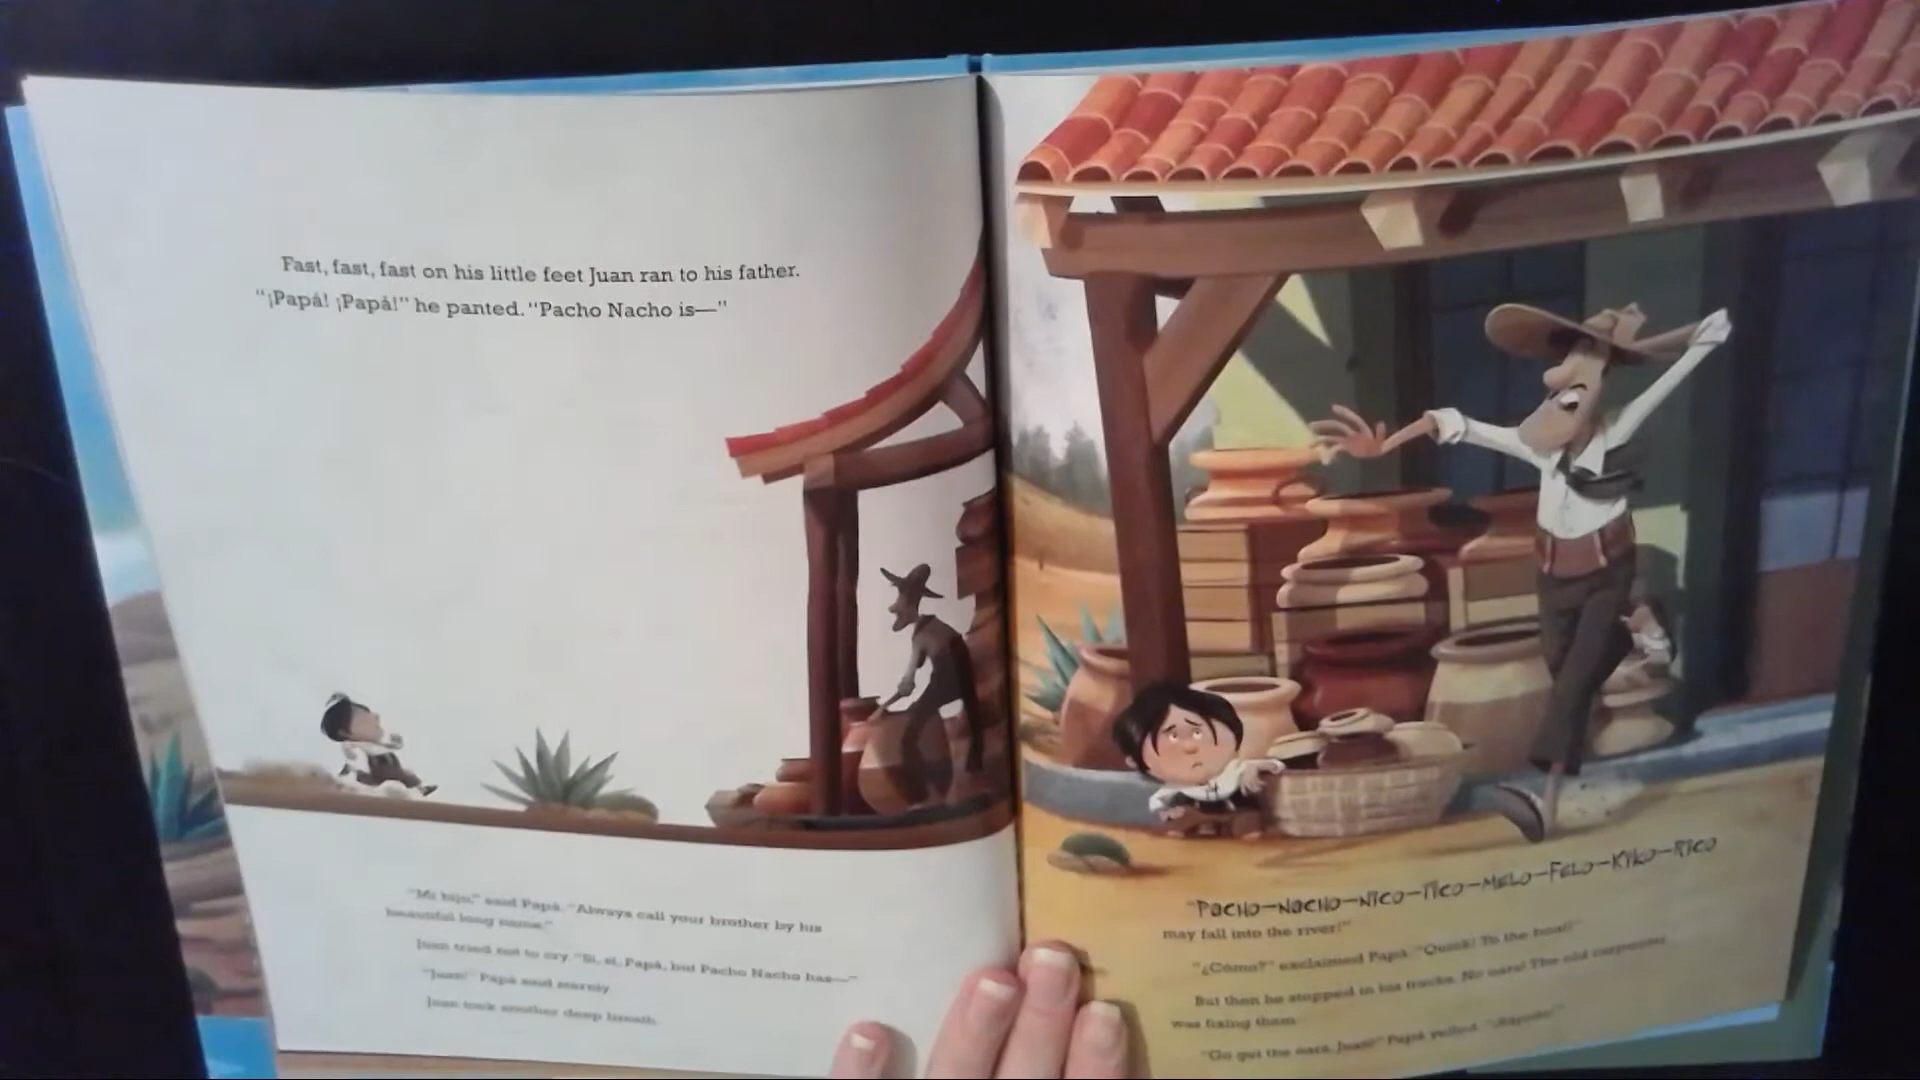 Fast, fast, fast on his little feet Juan ran to his father.
“¡Papá! ¡Papá!” he panted. “Pacho Nacho is—”
“Mi hijo,” said Papá. “Always call your brother by his
beautiful long name.”
Juan tried not to cry. “Si, sí, Papá, but Pacho Nacho has—”
“Juan!” Papá said sternly.
Juan took another deep breath.
“PACHO–NACHO–NICO–TICO–MELO–FELO–KIKO–RICO
may fall into the river!”
“¿Cómo?” exclaimed Papá. “Quick! To the boat!”
But then he stopped in his tracks. No oars! The old carpenter
was fixing them.
“Go get the oars, Juan!” Papá yelled. “¡Rápido!”